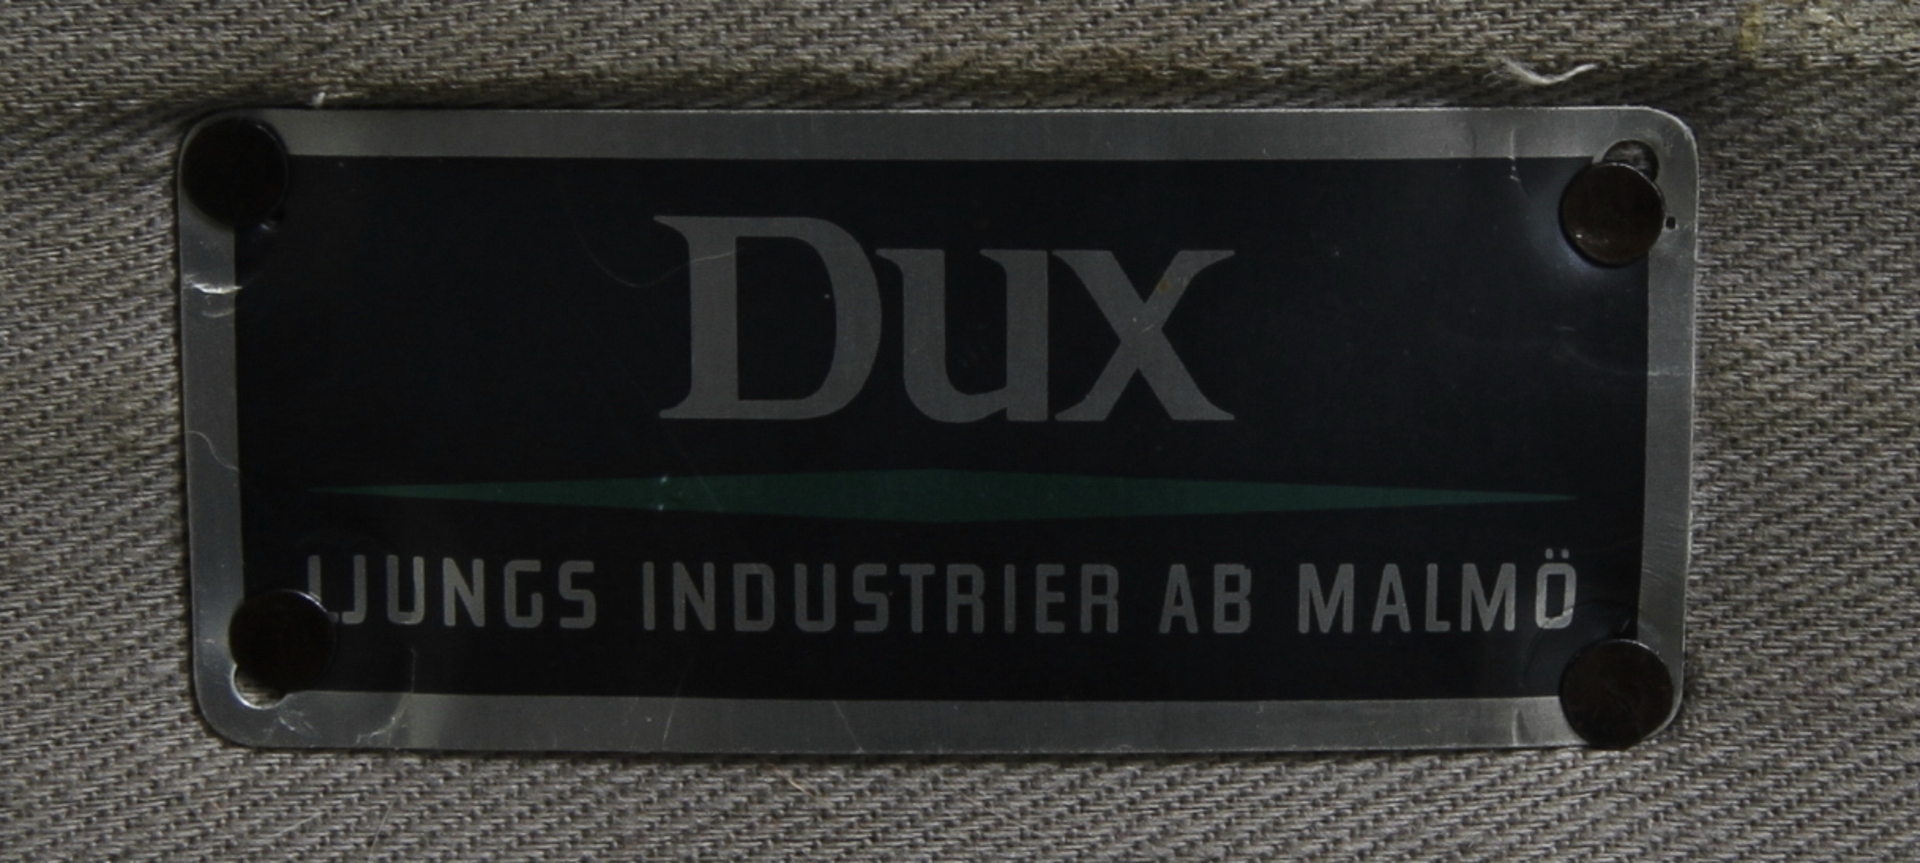 Dux
LJUNGS INDUSTRIER AB MALMÖ